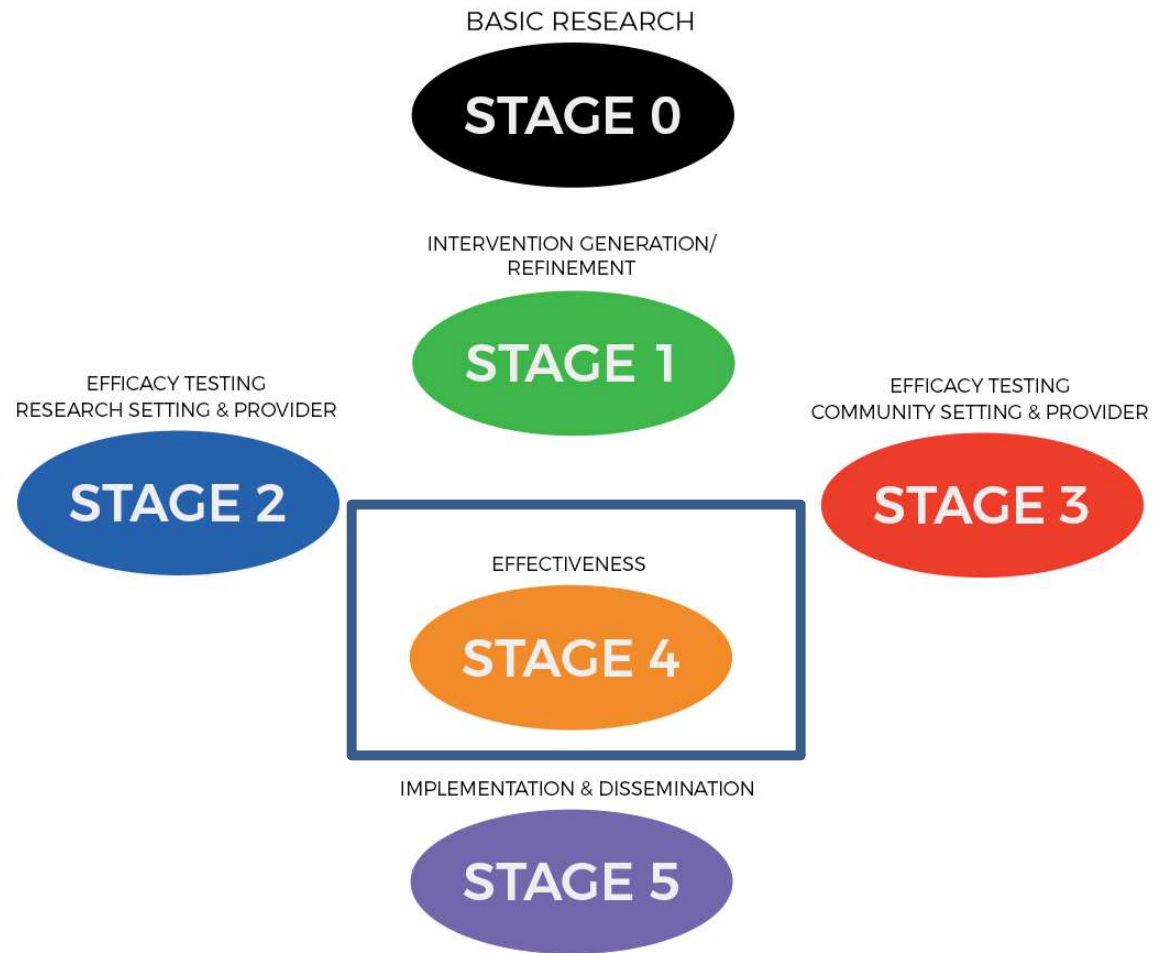 BASIC RESEARCH
STAGE 0
INTERVENTION GENERATION/
REFINEMENT
STAGE 1
EFFICACY TESTING
RESEARCH SETTING & PROVIDER
STAGE 2
EFFICACY TESTING
COMMUNITY SETTING & PROVIDER
STAGE 3
EFFECTIVENESS
STAGE 4
IMPLEMENTATION & DISSEMINATION
STAGE 5